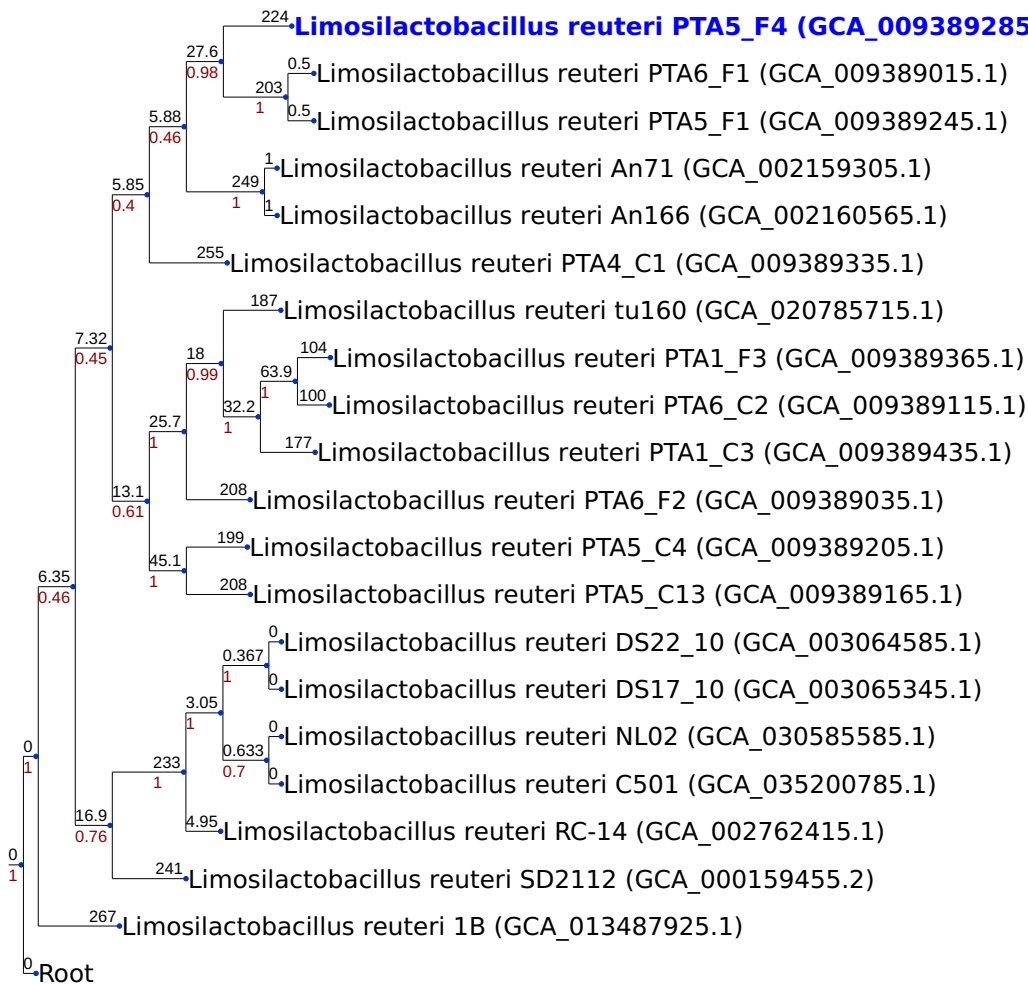 224
Limosilactobacillus reuteri PTA5_F4 (GCA_009389285
27.6
0.98
0.5
Limosilactobacillus reuteri PTA6_F1 (GCA_009389015.1)
203
1
0.5
Limosilactobacillus reuteri PTA5_F1 (GCA_009389245.1)
5.88
0.46
1
Limosilactobacillus reuteri An71 (GCA_002159305.1)
249
1
1
Limosilactobacillus reuteri An166 (GCA_002160565.1)
5.85
0.4
255
Limosilactobacillus reuteri PTA4_C1 (GCA_009389335.1)
187
Limosilactobacillus reuteri tu160 (GCA_020785715.1)
7.32
0.45
18
0.99
104
Limosilactobacillus reuteri PTA1_F3 (GCA_009389365.1)
63.9
1
100
Limosilactobacillus reuteri PTA6_C2 (GCA_009389115.1)
32.2
1
25.7
1
177
Limosilactobacillus reuteri PTA1_C3 (GCA_009389435.1)
13.1
0.61
208
Limosilactobacillus reuteri PTA6_F2 (GCA_009389035.1)
199
Limosilactobacillus reuteri PTA5_C4 (GCA_009389205.1)
45.1
1
208
Limosilactobacillus reuteri PTA5_C13 (GCA_009389165.1)
6.35
0.46
0
Limosilactobacillus reuteri DS22_10 (GCA_003064585.1)
0.367
1
0
Limosilactobacillus reuteri DS17_10 (GCA_003065345.1)
3.05
1
0
Limosilactobacillus reuteri NL02 (GCA_030585585.1)
0
1
0.633
0.7
233
1
0
Limosilactobacillus reuteri C501 (GCA_035200785.1)
16.9
0.76
4.95
Limosilactobacillus reuteri RC-14 (GCA_002762415.1)
0
1
241
Limosilactobacillus reuteri SD2112 (GCA_000159455.2)
267
Limosilactobacillus reuteri 1B (GCA_013487925.1)
0
Root